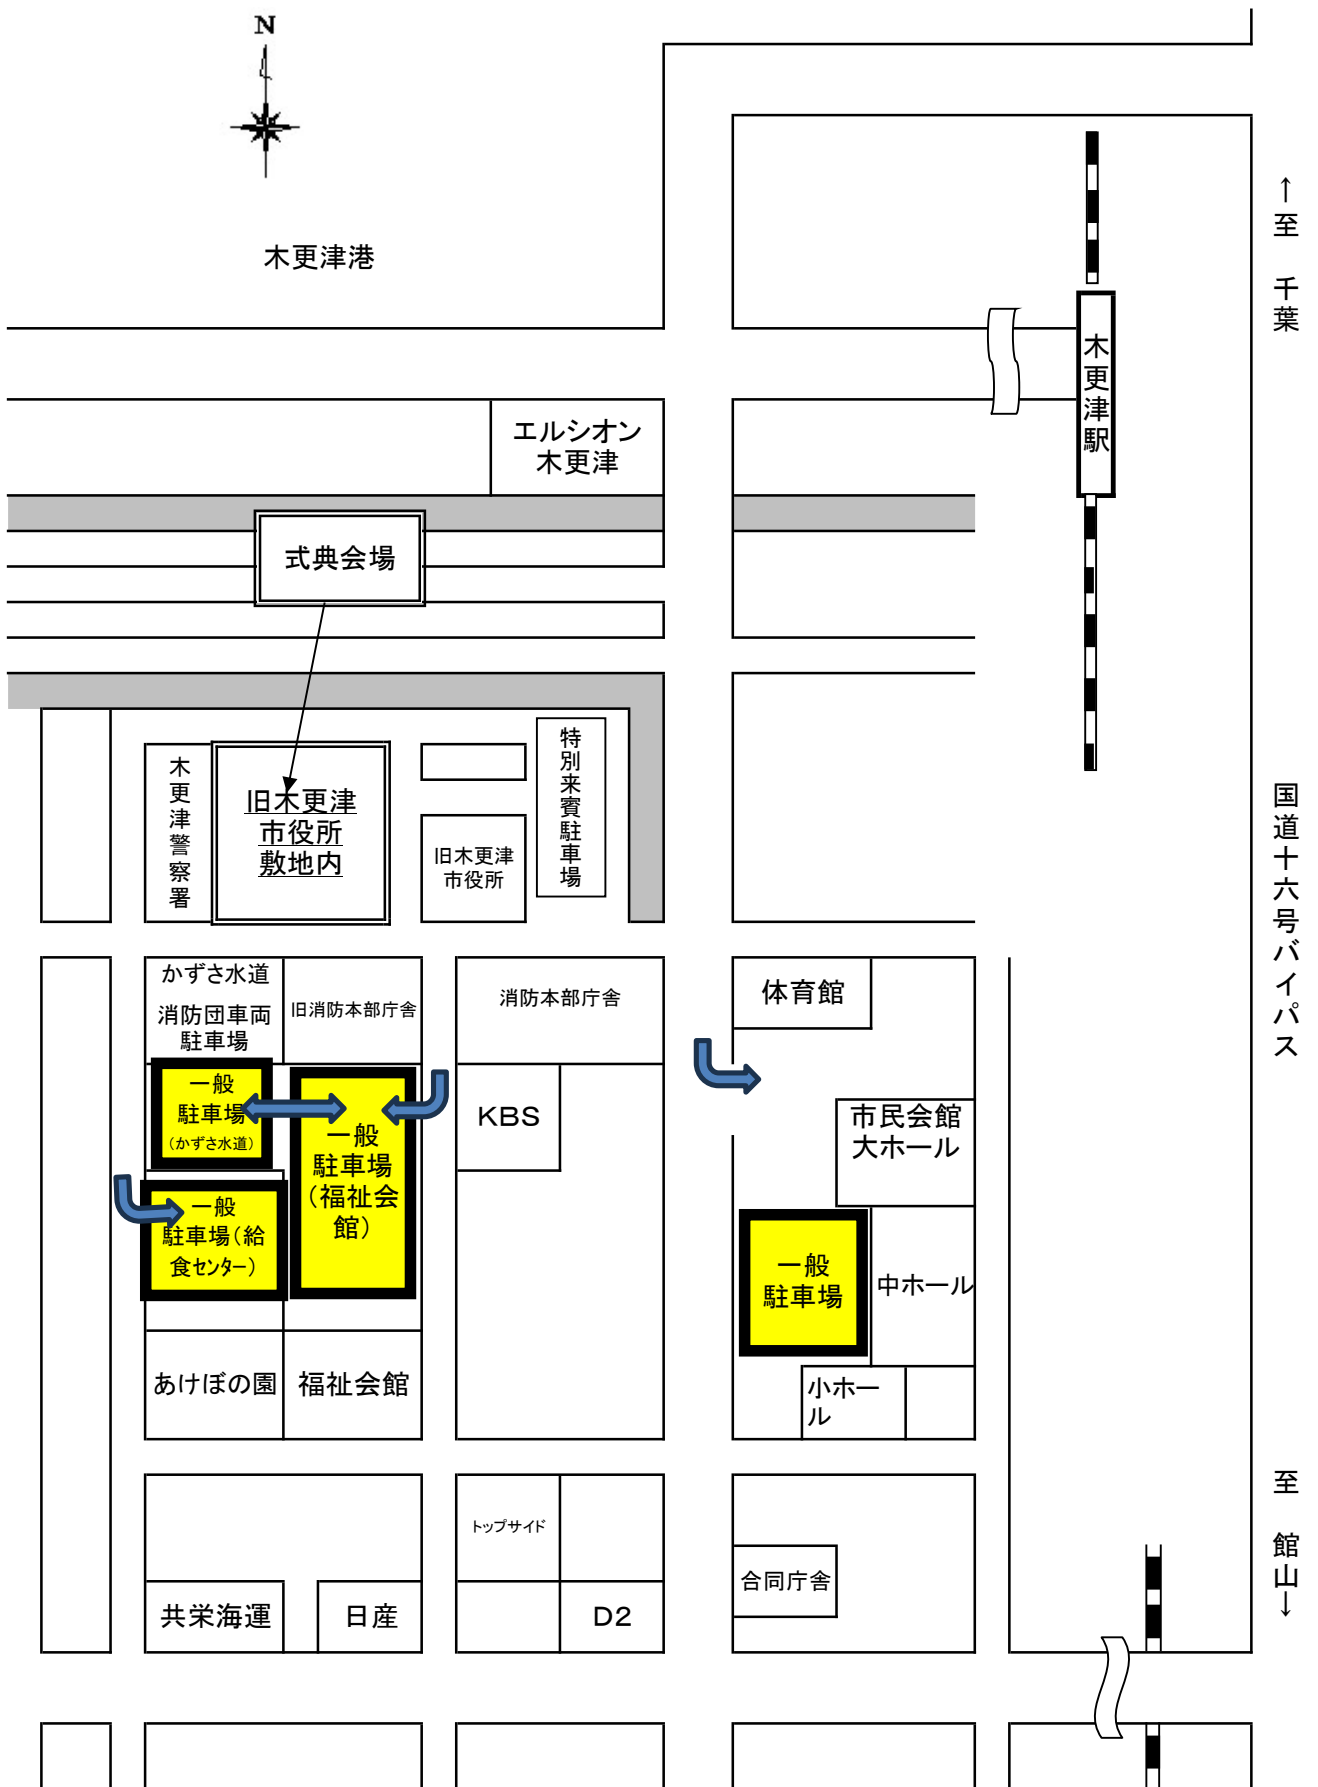 N
木更津港
↑至　千葉
木更津駅
エルシオン
木更津
式典会場
木更津警察署
旧木更津
市役所
敷地内
旧木更津
市役所
特別来賓駐車場
国道十六号バイパス
かずさ水道
消防団車両
駐車場
旧消防本部庁舎
消防本部庁舎
体育館
一般
駐車場
（かずさ水道）
一般
駐車場
（福祉会
館）
KBS
市民会館
大ホール
一般
駐車場（給
食センター）
一般
駐車場
中ホール
あけぼの園
福祉会館
小ホー
ル
至　館山↓
トップサイド
合同庁舎
共栄海運
日産
D2